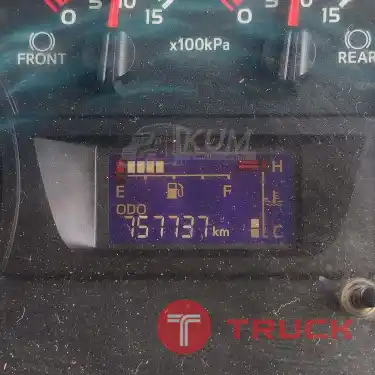 0 5 10 15
0 5 10 15
FRONT
x100kPa
REAR
KUM
H
E F
ODO
757737 km
C
TRUCK